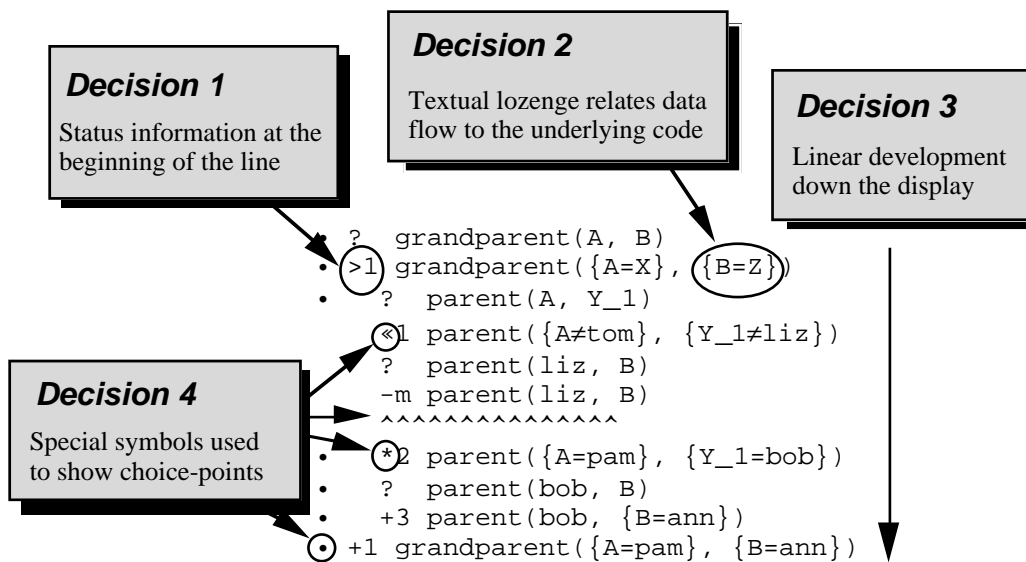 Decision 1
Status information at the
beginning of the line
Decision 2
Textual lozenge relates data
flow to the underlying code
Decision 3
Linear development
down the display
• ? grandparent(A, B)
• >1 grandparent({A=X}, {B=Z})
• ? parent(A, Y_1)
«1 parent({A≠tom}, {Y_1≠liz})
? parent(liz, B)
-m parent(liz, B)
^^^^^^^^^^^^^^^
• *2 parent({A=pam}, {Y_1=bob})
• ? parent(bob, B)
• +3 parent(bob, {B=ann})
• +1 grandparent({A=pam}, {B=ann})
Decision 4
Special symbols used
to show choice-points